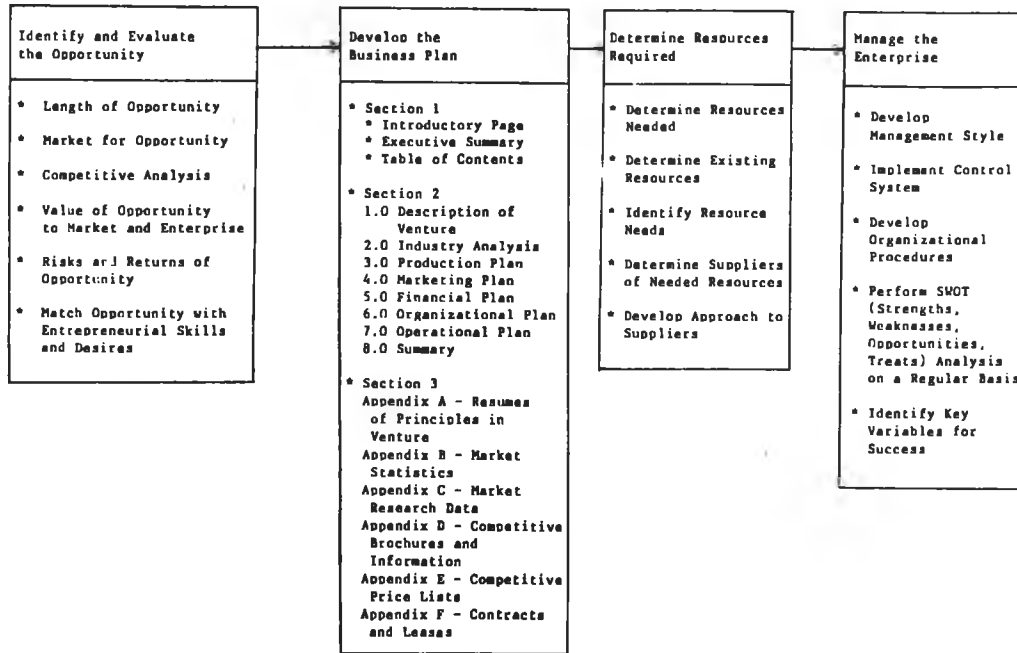 Identify and Evaluate
the Opportunity
* Length of Opportunity
* Market for Opportunity
* Competitive Analysis
* Value of Opportunity
to Market and Enterprise
* Risks and Returns of
Opportunity
* Match Opportunity with
Entrepreneurial Skills
and Desires
Develop the
Business Plan
* Section 1
* Introductory Page
* Executive Summary
* Table of Contents
* Section 2
1.0 Description of
Venture
2.0 Industry Analysis
3.0 Production Plan
4.0 Marketing Plan
5.0 Financial Plan
6.0 Organizational Plan
7.0 Operational Plan
8.0 Summary
* Section 3
Appendix A - Resumes
of Principles in
Venture
Appendix B - Market
Statistics
Appendix C - Market
Research Data
Appendix D - Competitive
Brochures and
Information
Appendix E - Competitive
Price Lists
Appendix F - Contracts
and Leases
Determine Resources
Required
* Determine Resources
Needed
* Determine Existing
Resources
* Identify Resource
Needs
* Determine Suppliers
of Needed Resources
* Develop Approach to
Suppliers
Manage the
Enterprise
* Develop
Management Style
* Implement Control
System
* Develop
Organizational
Procedures
* Perform SWOT
(Strengths,
Weaknesses,
Opportunities,
Treats) Analysis
on a Regular Basis
* Identify Key
Variables for
Success